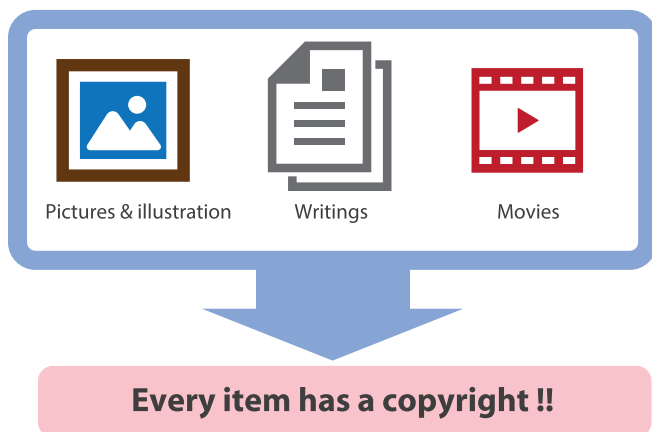 Pictures & illustration
Writings
Movies
Every item has a copyright !!